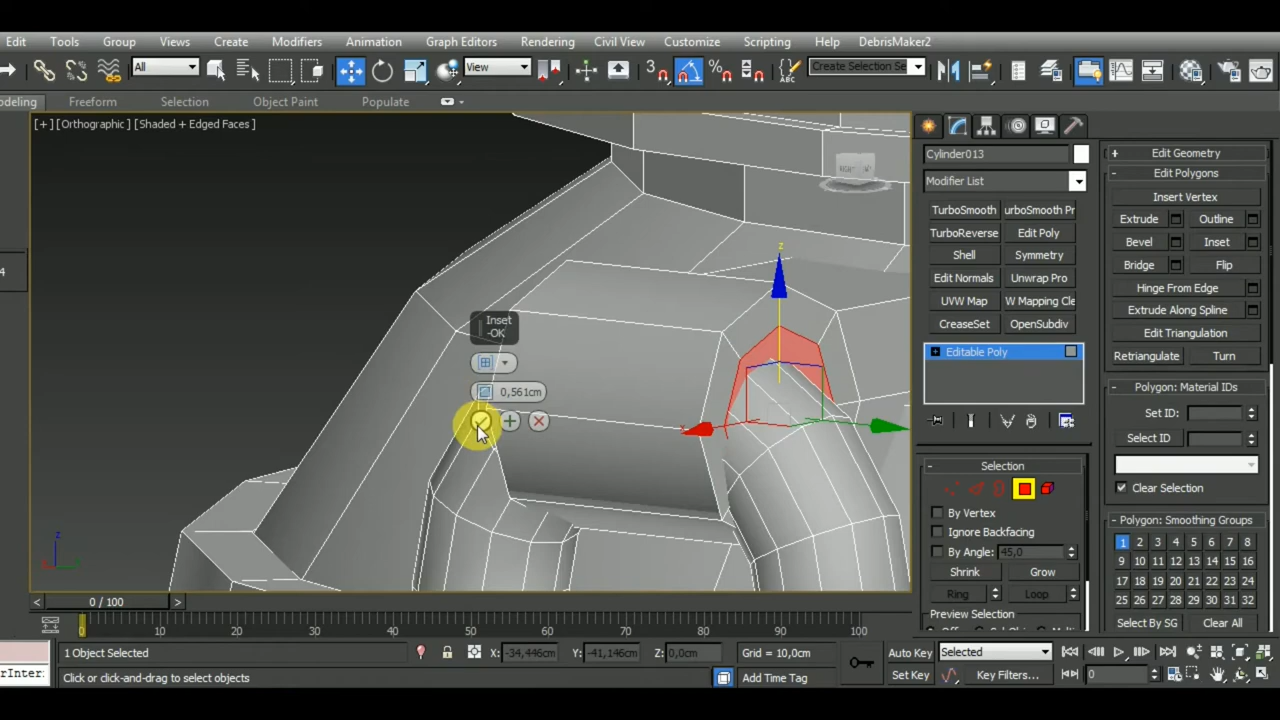 Edit Tools Group Views Create Modifiers Animation Graph Editors Rendering Civil View Customize Scripting Help DebrisMaker2
All View 3 % Create Selection Se
odeling Freeform Selection Object Paint Populate
[+] [Orthographic] [Shaded + Edged Faces]
Cylinder013
Modifier List
TurboSmooth urboSmooth Pr
TurboReverse Edit Poly
Shell Symmetry
Edit Normals Unwrap Pro
UVW Map W Mapping Cle
CreaseSet OpenSubdiv
Editable Poly
Selection
By Vertex
Ignore Backfacing
By Angle: 45,0
Shrink Grow
Ring Loop
Preview Selection
+ Edit Geometry
- Edit Polygons
Insert Vertex
Extrude Outline
Bevel Inset
Bridge Flip
Hinge From Edge
Extrude Along Spline
Edit Triangulation
Retriangulate Turn
- Polygon: Material IDs
Set ID:
Select ID
Clear Selection
- Polygon: Smoothing Groups
1 2 3 4 5 6 7 8
9 10 11 12 13 14 15 16
17 18 19 20 21 22 23 24
25 26 27 28 29 30 31 32
Select By SG Clear All
4
Inset
-OK
0,561cm
z
x
z
< 0 / 100 >
0 10 20 30 40 50 60 70 80 90 100
1 Object Selected X: -34,446cm Y: -41,146cm Z: 0,0cm Grid = 10,0cm Auto Key Selected
rInter: Click or click-and-drag to select objects Add Time Tag Set Key Key Filters... 0